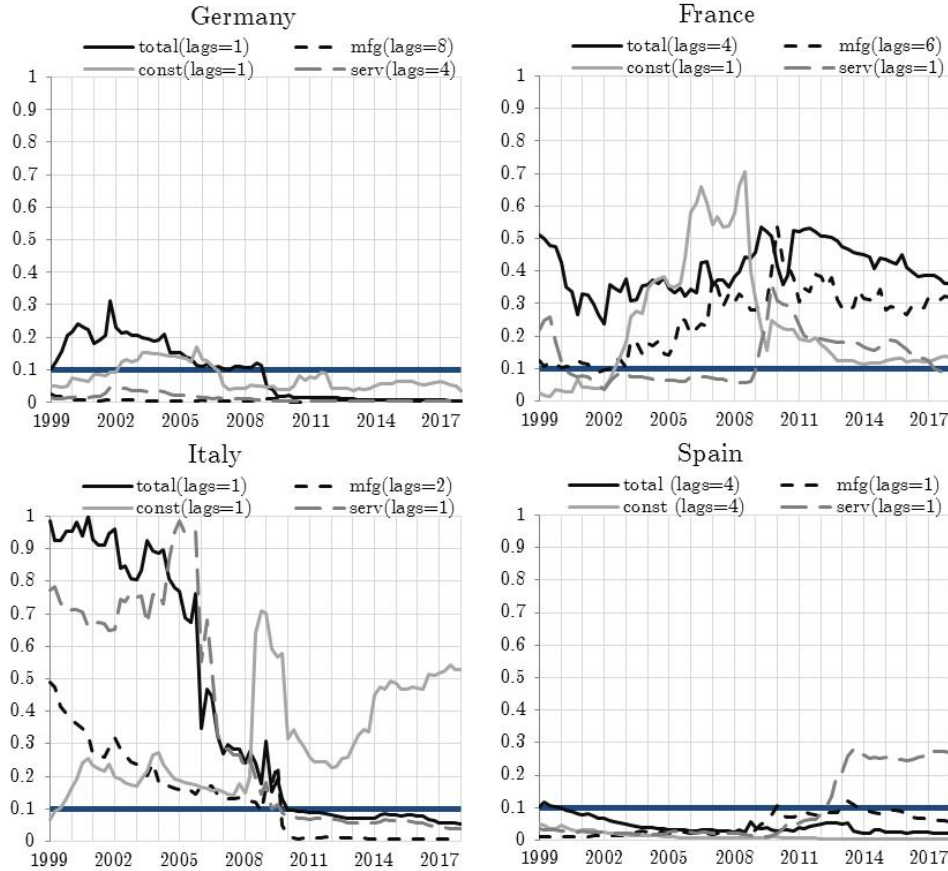 Germany
total(lags=1) mfg(lags=8)
const(lags=1) serv(lags=4)
1
0.9
0.8
0.7
0.6
0.5
0.4
0.3
0.2
0.1
0
1999 2002 2005 2008 2011 2014 2017
France
total(lags=4) mfg(lags=6)
const(lags=1) serv(lags=1)
1
0.9
0.8
0.7
0.6
0.5
0.4
0.3
0.2
0.1
0
1999 2002 2005 2008 2011 2014 2017
Italy
total(lags=1) mfg(lags=2)
const(lags=1) serv(lags=1)
1
0.9
0.8
0.7
0.6
0.5
0.4
0.3
0.2
0.1
0
1999 2002 2005 2008 2011 2014 2017
Spain
total (lags=4) mfg(lags=1)
const (lags=4) serv(lags=1)
1
0.9
0.8
0.7
0.6
0.5
0.4
0.3
0.2
0.1
0
1999 2002 2005 2008 2011 2014 2017